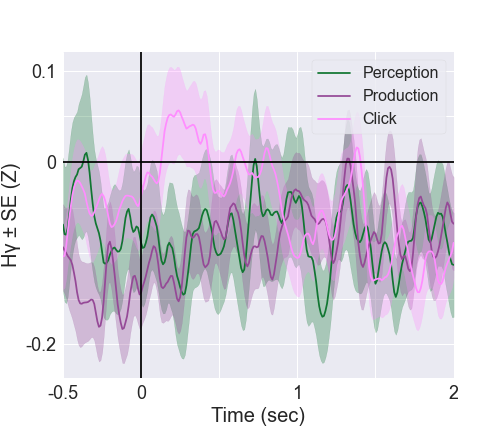 Hγ ± SE (Z)
0.1
0
-0.2
Perception
Production
Click
-0.5
0
1
2
Time (sec)